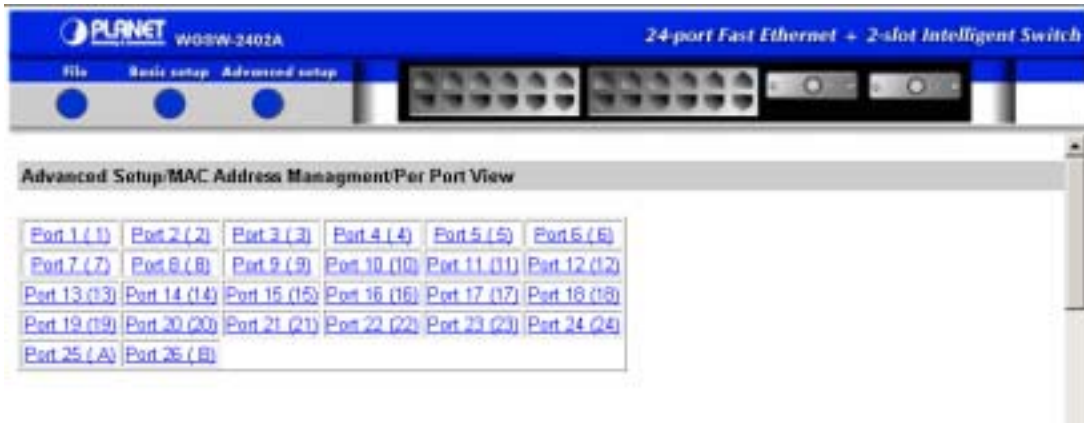 PLANET WGSW-2402A 24-port Fast Ethernet + 2-slot Intelligent Switch
File Basic setup Advanced setup
Advanced Setup/MAC Address Managment/Per Port View
Port 1 ( 1) Port 2 ( 2) Port 3 ( 3) Port 4 ( 4) Port 5 ( 5) Port 6 ( 6)
Port 7 ( 7) Port 8 ( 8) Port 9 ( 9) Port 10 (10) Port 11 (11) Port 12 (12)
Port 13 (13) Port 14 (14) Port 15 (15) Port 16 (16) Port 17 (17) Port 18 (18)
Port 19 (19) Port 20 (20) Port 21 (21) Port 22 (22) Port 23 (23) Port 24 (24)
Port 25 ( A) Port 26 ( B)